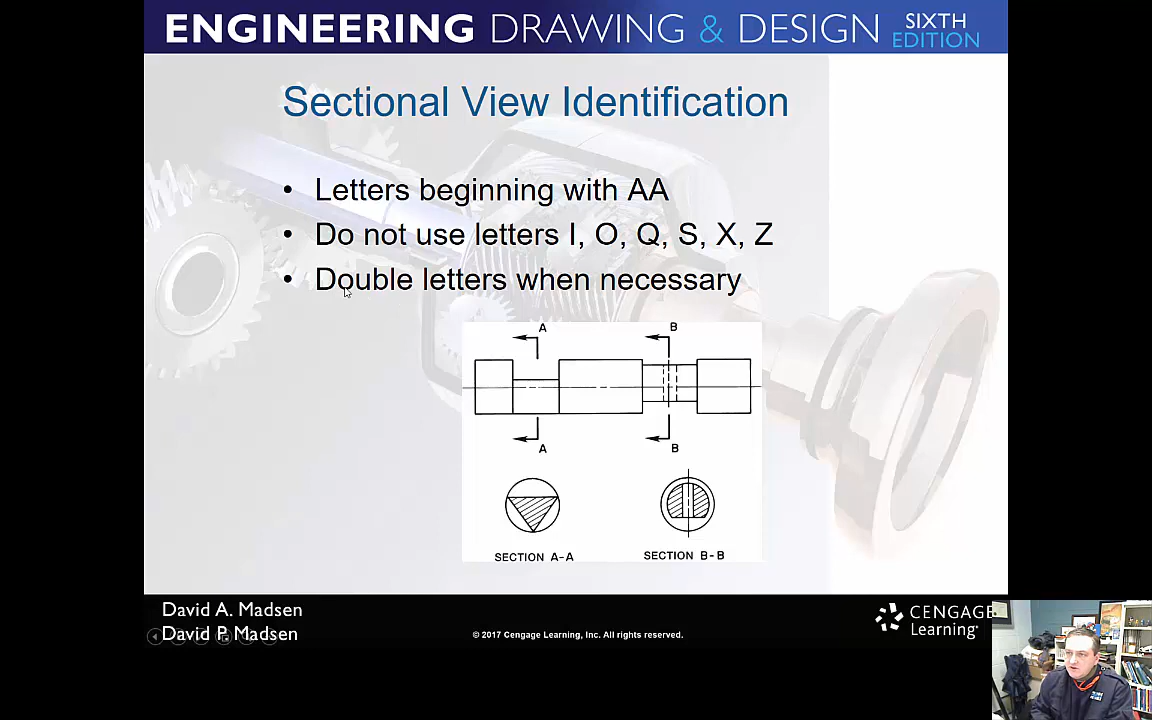 ENGINEERING DRAWING & DESIGN SIXTH EDITION
Sectional View Identification
• Letters beginning with AA
• Do not use letters I, O, Q, S, X, Z
• Double letters when necessary
A B
A B
SECTION A-A SECTION B-B
David A. Madsen
David P. Madsen
© 2017 Cengage Learning, Inc. All rights reserved.
CENGAGE
Learning